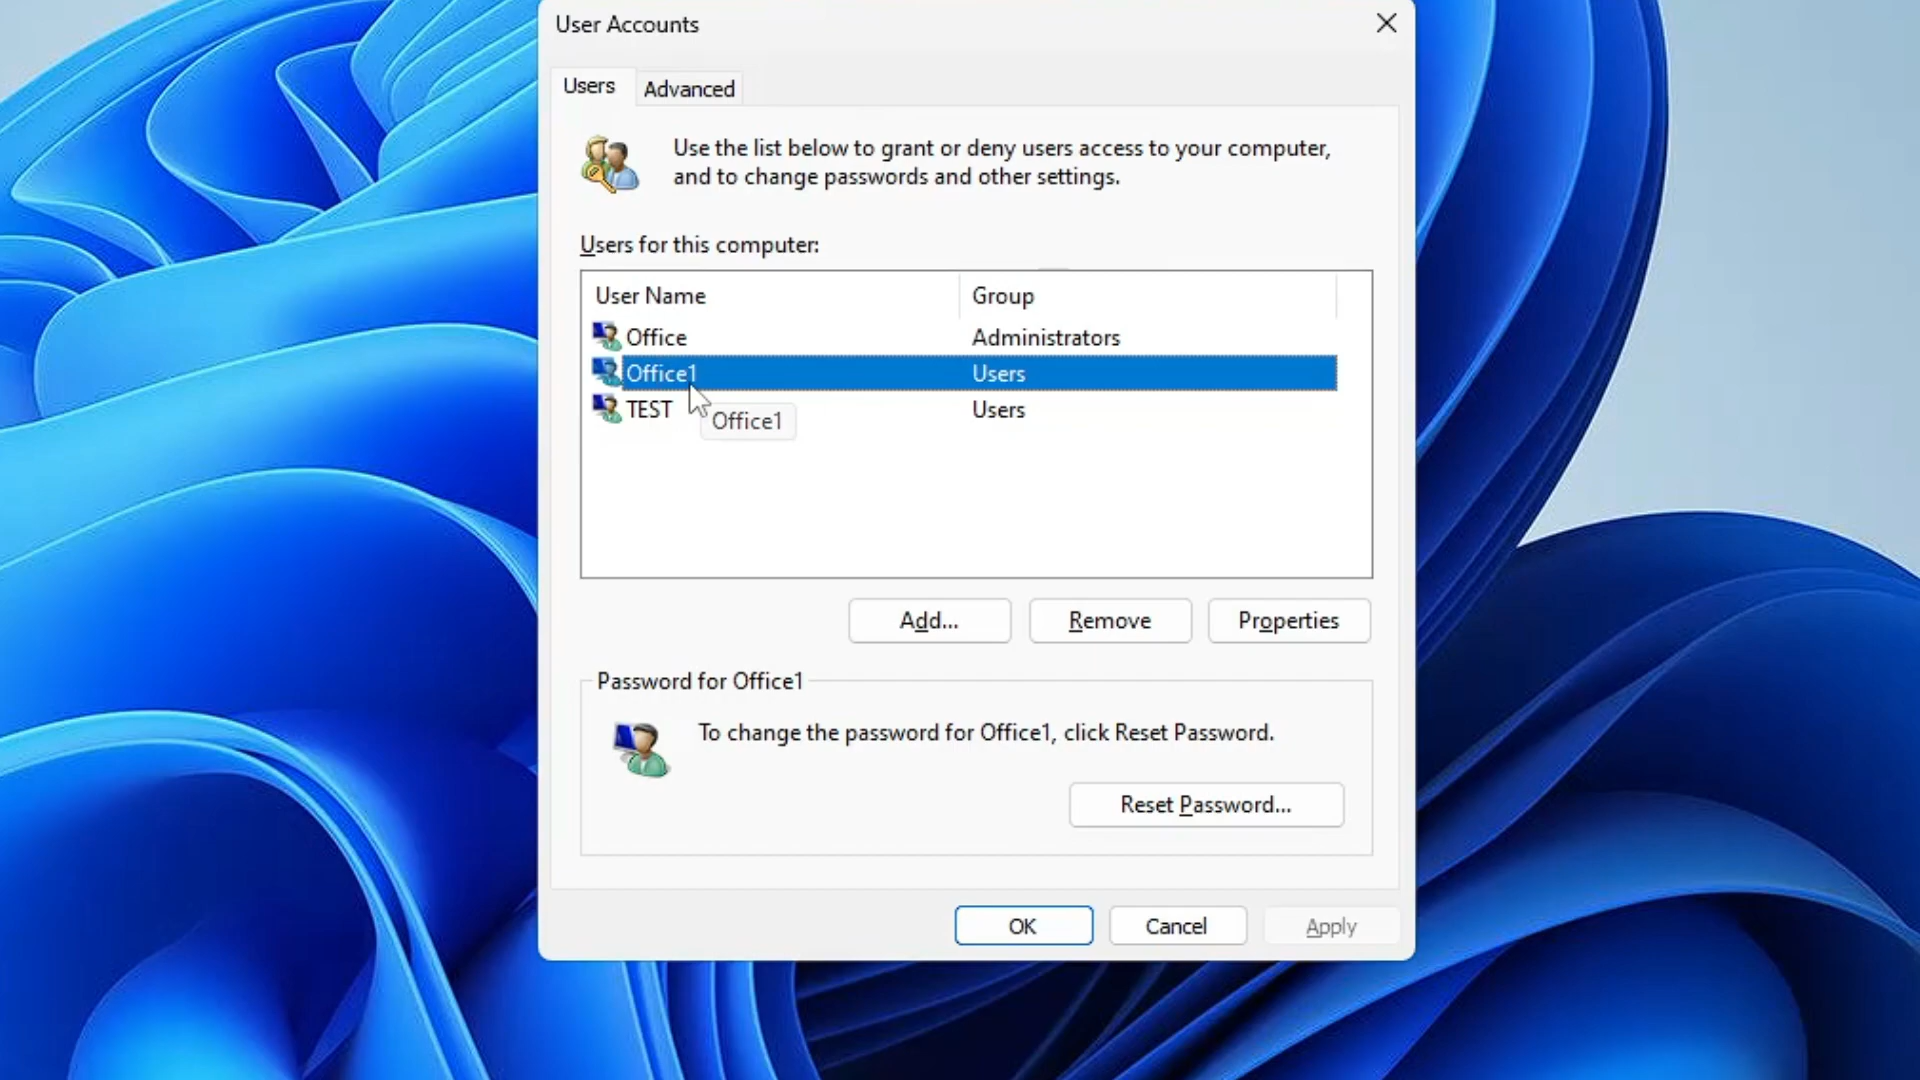 User Accounts
Users
Advanced
Use the list below to grant or deny users access to your computer,
and to change passwords and other settings.
Users for this computer:
User Name Group
Office Administrators
Office1 Users
TEST Users
Office1
Add... Remove Properties
Password for Office1
To change the password for Office1, click Reset Password.
Reset Password...
OK Cancel Apply